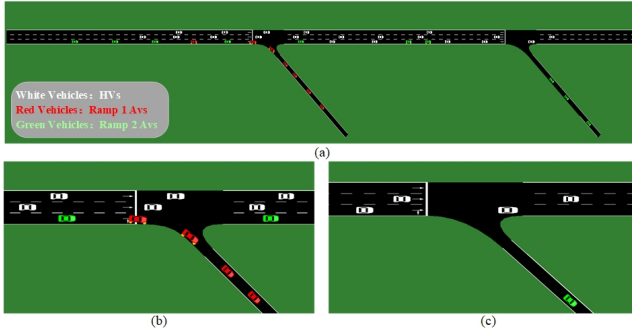 White Vehicles：HVs
Red Vehicles：Ramp 1 Avs
Green Vehicles：Ramp 2 Avs
(a)
(b)
(c)